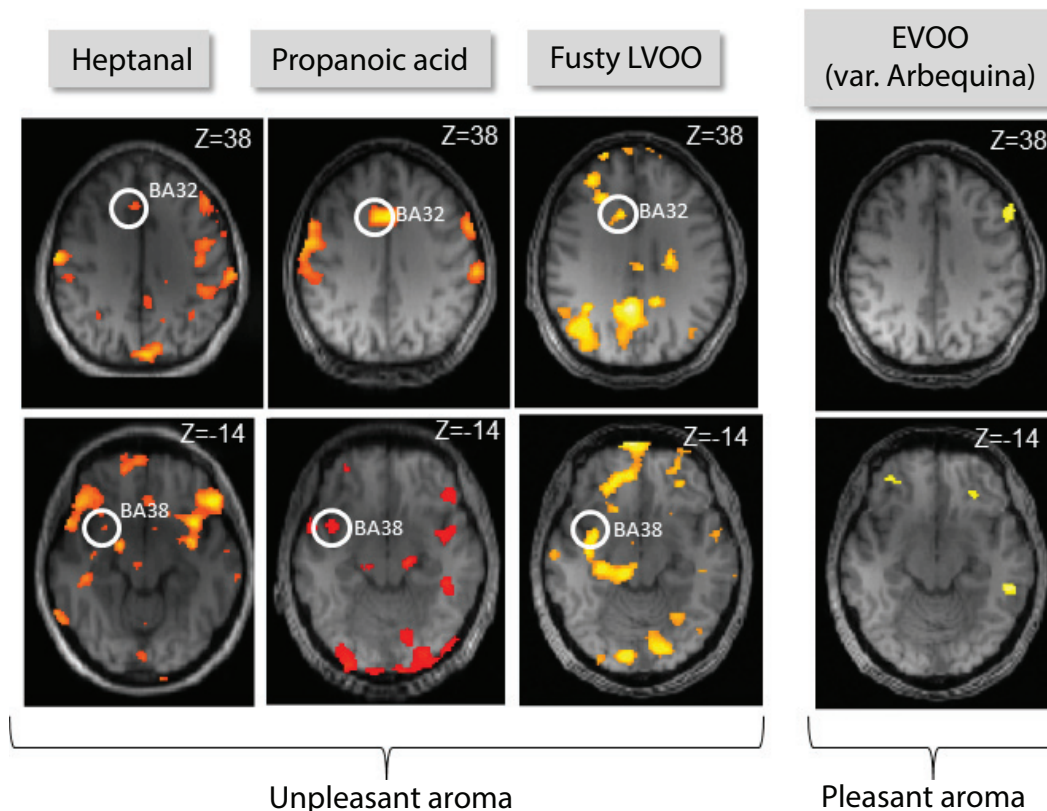 Heptanal
Propanoic acid
Fusty LVOO
EVOO
(var. Arbequina)
Z=38
BA32
Z=38
BA32
Z=38
BA32
Z=38
Z=-14
BA38
Z=-14
BA38
Z=-14
BA38
Z=-14
Unpleasant aroma
Pleasant aroma